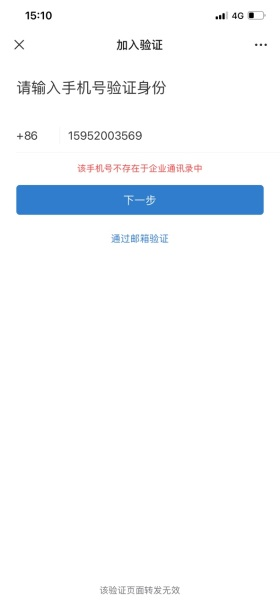 15:10
4G
加入验证
请输入手机号验证身份
+86 15952003569
该手机号不存在于企业通讯录中
下一步
通过邮箱验证
该验证页面转发无效